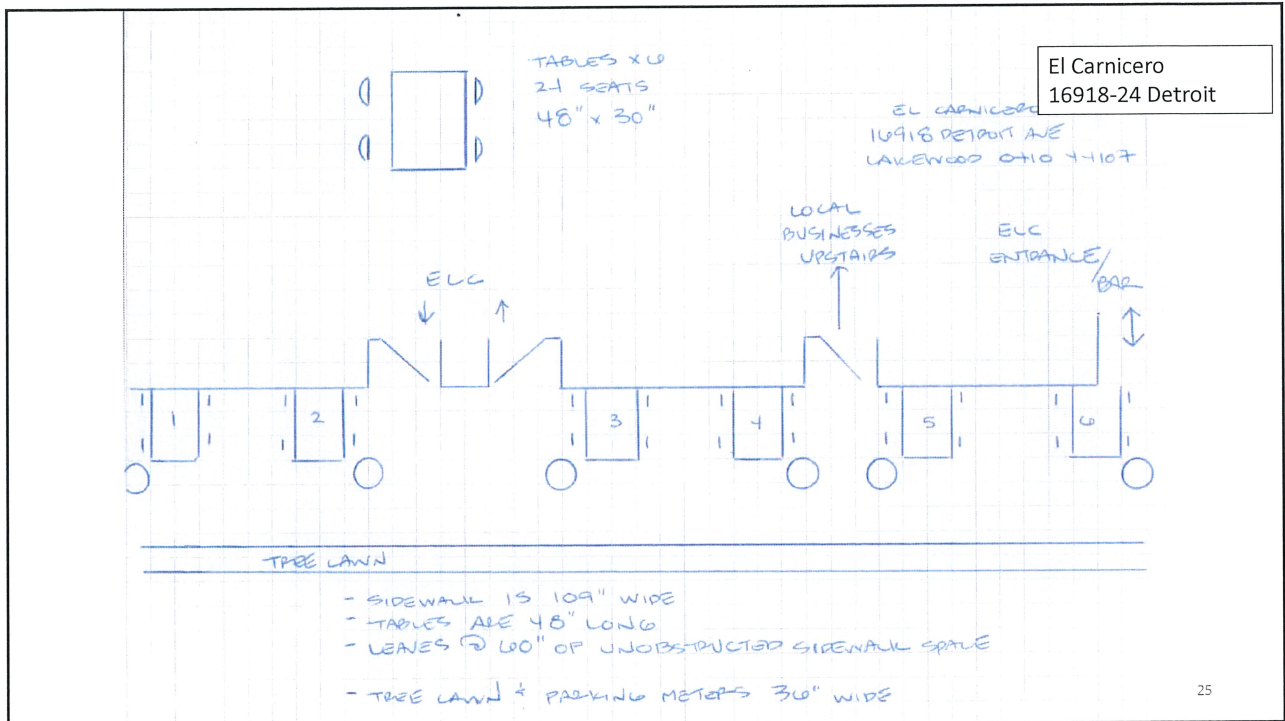 TABLES x 6
24 SEATS
48" x 30"
El Carnicero
16918-24 Detroit
EL CARNICERO
16918 DETROIT AVE
LAKEWOOD OHIO 44107
LOCAL
BUSINESSES
UPSTAIRS
ELC
ENTRANCE/
BAR
ELC
1
2
3
4
5
6
TREE LAWN
- SIDEWALK IS 109" WIDE
- TABLES ARE 48" LONG
- LEAVES @ 60" OF UNOBSTRUCTED SIDEWALK SPACE
- TREE LAWN & PARKING METERS 36" WIDE
25